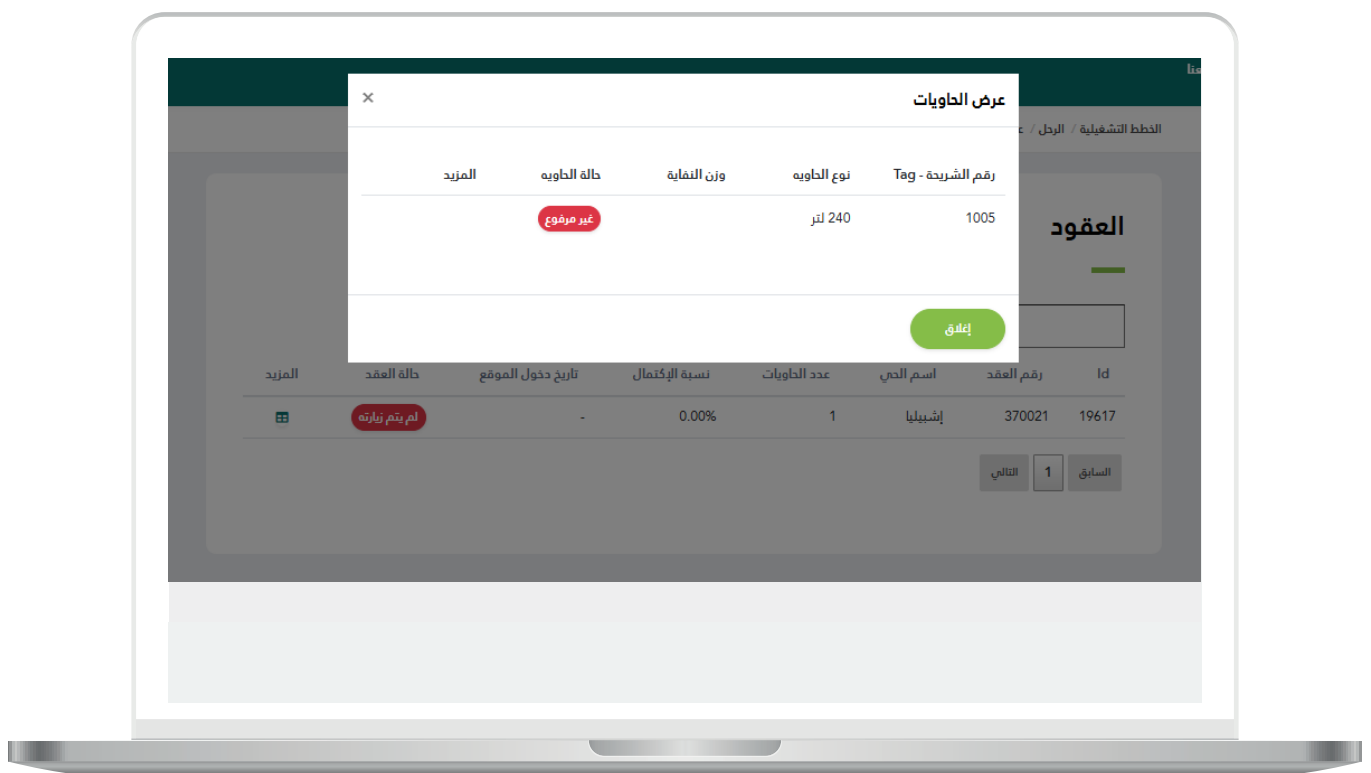 عنا
عرض الحاويات ×
الخطط التشغيلية / الرحل /
رقم الشريحة - Tag نوع الحاويه وزن النفاية حالة الحاويه المزيد
1005 240 لتر غير مرفوع
العقود
إغلاق
Id رقم العقد اسم الحي عدد الحاويات نسبة الإكتمال تاريخ دخول الموقع حالة العقد المزيد
19617 370021 إشبيليا 1 0.00% - لم يتم زيارته
السابق 1 التالي